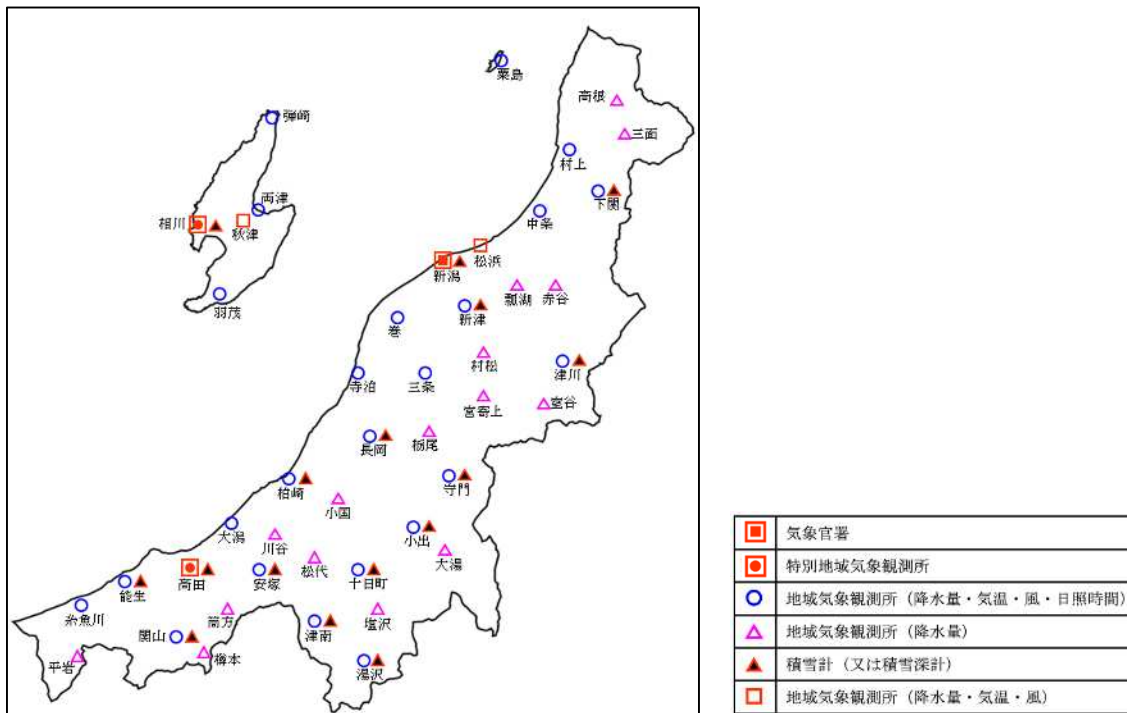 粟島
高根
三面
弾崎
村上
下関
両津
中条
相川
秋津
松浜
新潟
瓢湖
赤谷
羽茂
新津
巻
村松
津川
寺泊
三条
宮寄上
室谷
栃尾
長岡
守門
柏崎
小国
大潟
川谷
小出
大湯
松代
高田
安塚
十日町
能生
糸魚川
筒方
塩沢
関山
津南
樽本
平岩
湯沢
気象官署
特別地域気象観測所
地域気象観測所（降水量・気温・風・日照時間）
地域気象観測所（降水量）
積雪計（又は積雪深計）
地域気象観測所（降水量・気温・風）